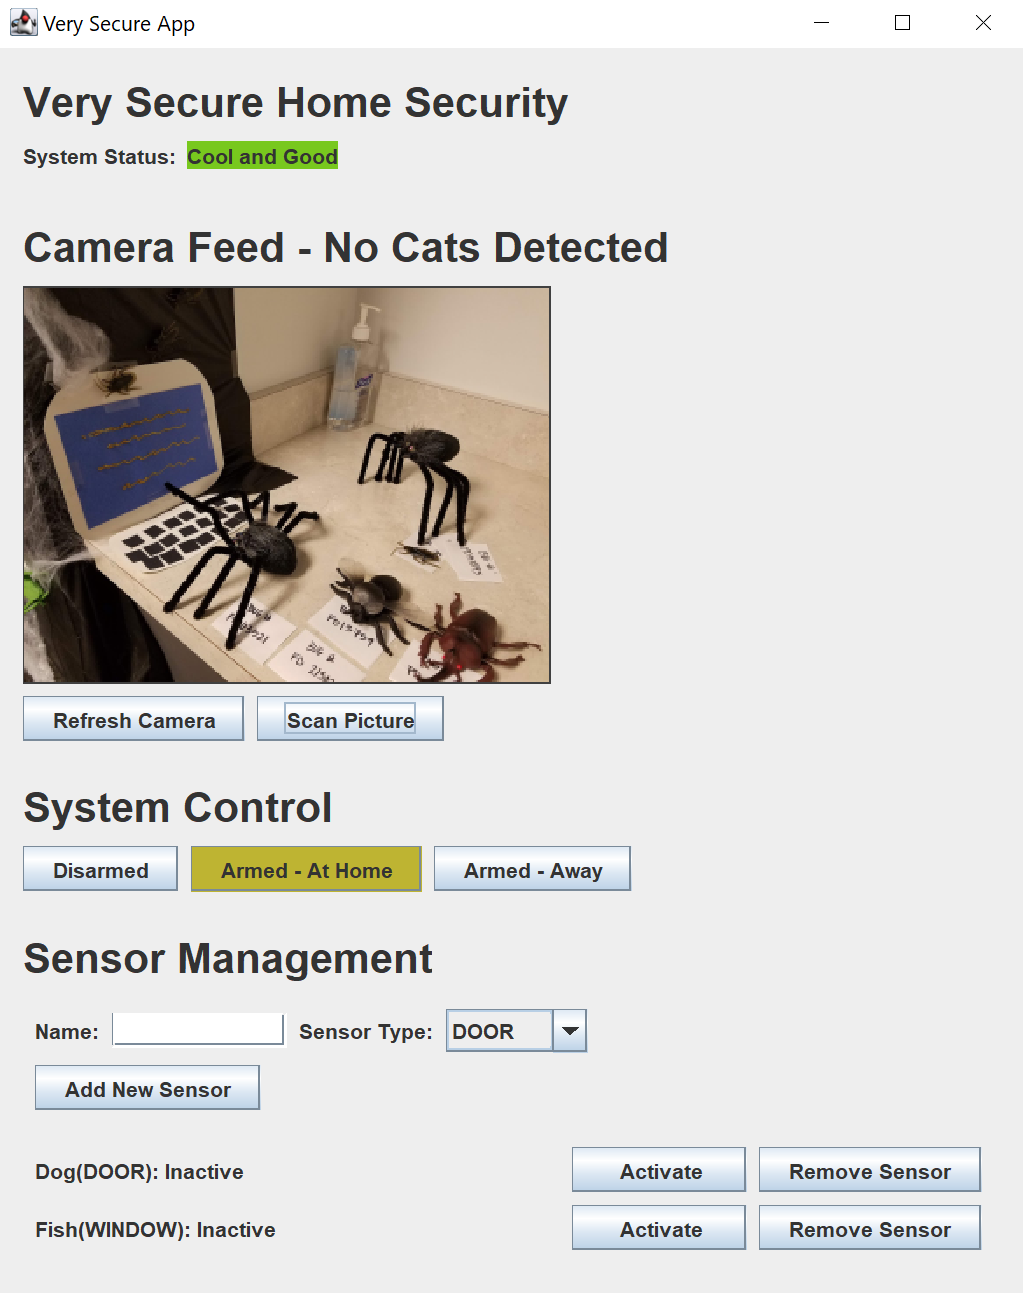 Very Secure App
Very Secure Home Security
System Status: Cool and Good
Camera Feed - No Cats Detected
Refresh Camera Scan Picture
System Control
Disarmed Armed - At Home Armed - Away
Sensor Management
Name: Sensor Type: DOOR
Add New Sensor
Dog(DOOR): Inactive Activate Remove Sensor
Fish(WINDOW): Inactive Activate Remove Sensor